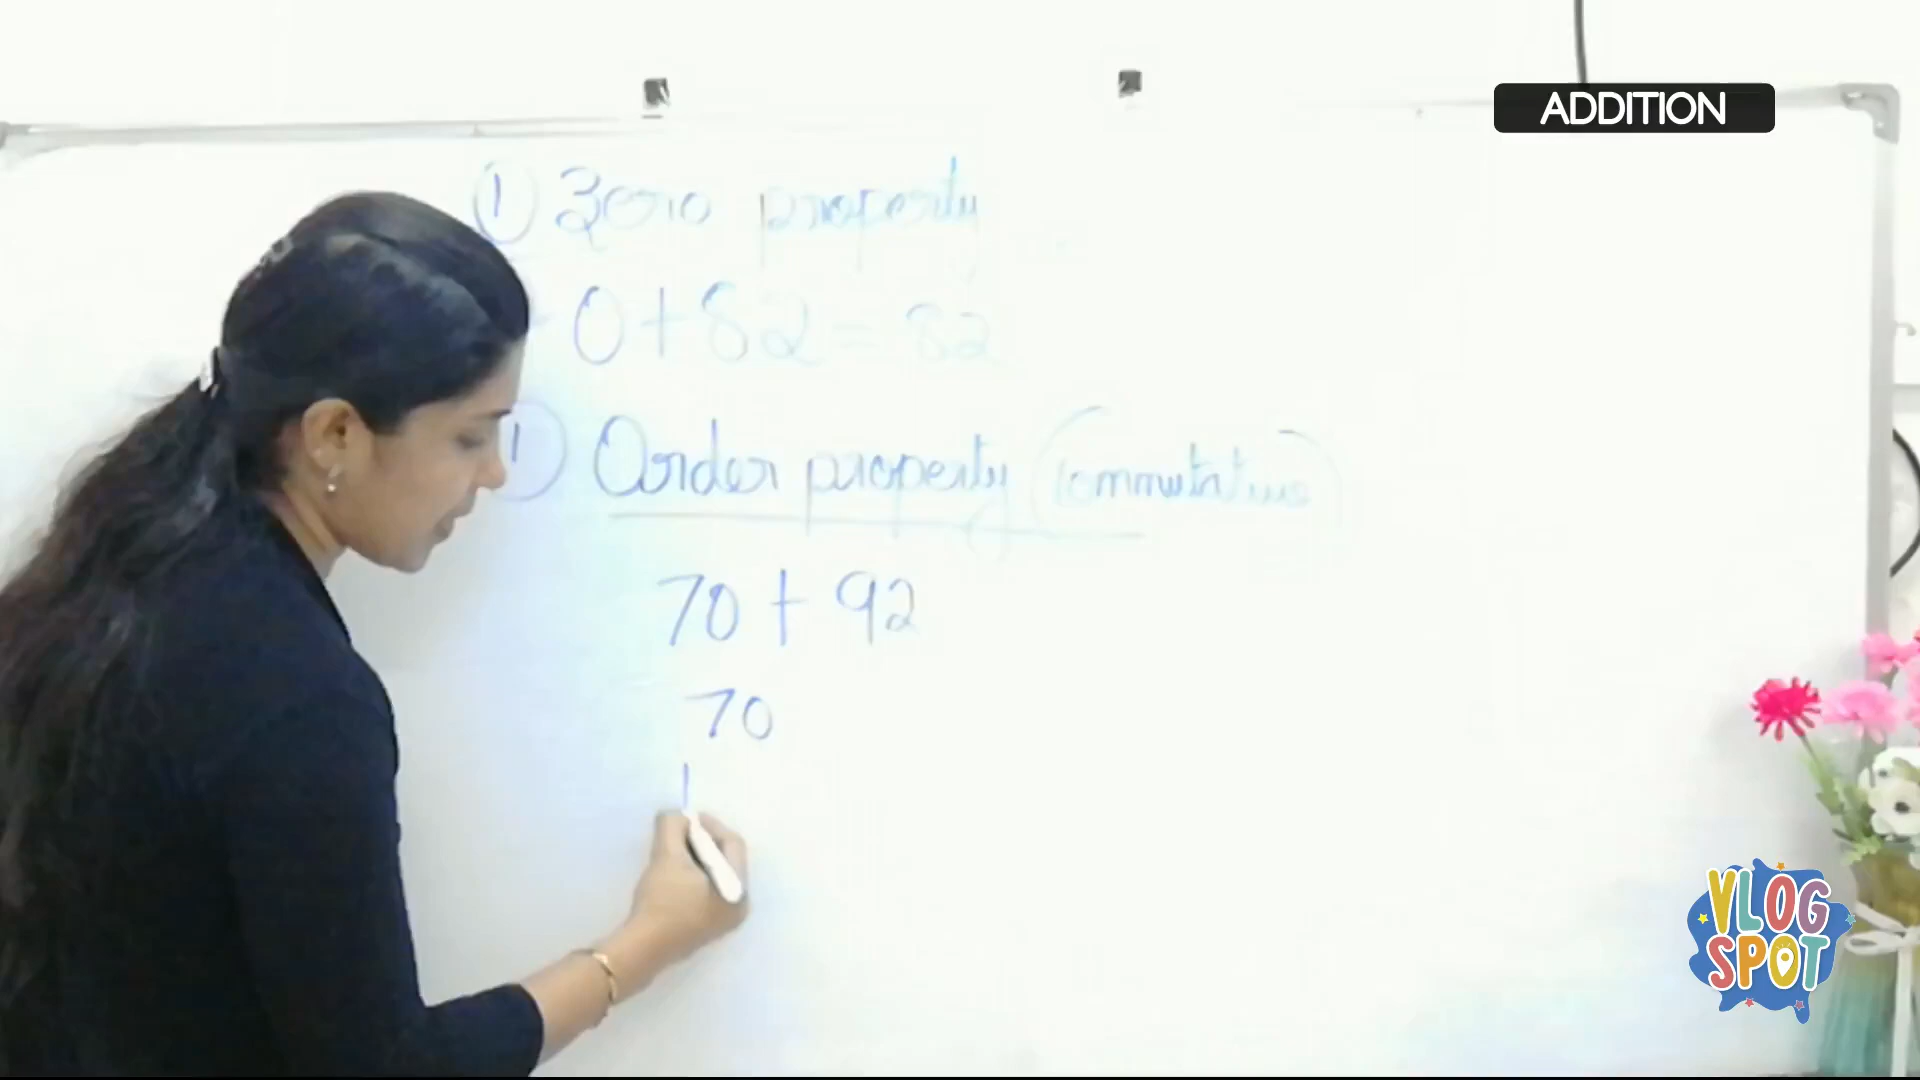 ADDITION
① Zero property
0+82 = 82
① Order property (commutative)
70 + 92
70
VLOG
SPOT